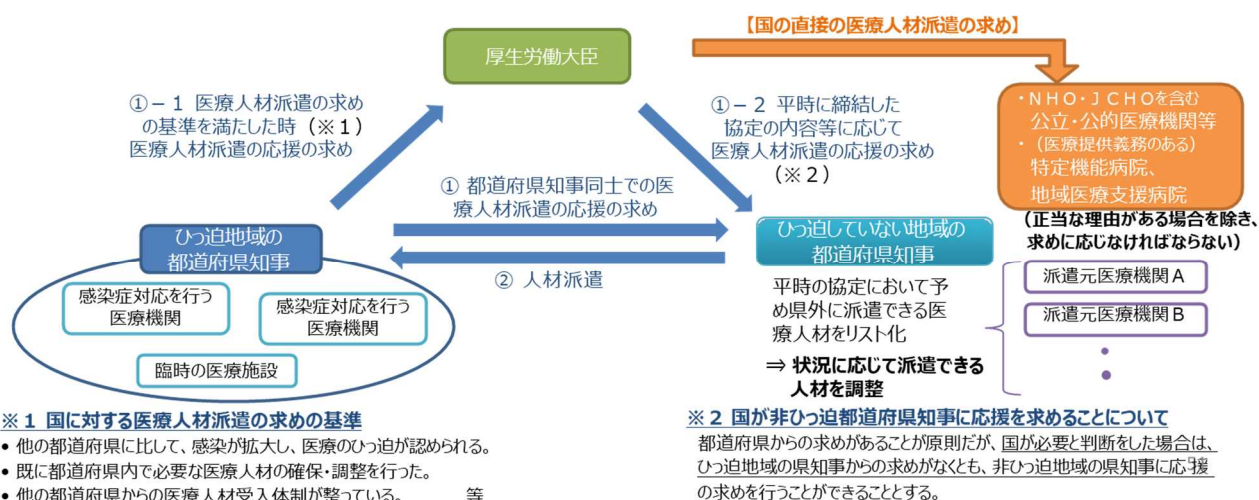 【国の直接の医療人材派遣の求め】
厚生労働大臣
①－１ 医療人材派遣の求め
の基準を満たした時（※１）
医療人材派遣の応援の求め
①－２ 平時に締結した
協定の内容等に応じて
医療人材派遣の応援の求め
（※２）
・ＮＨＯ・ＪＣＨＯを含む
公立・公的医療機関等
・（医療提供義務のある）
特定機能病院、
地域医療支援病院
（正当な理由がある場合を除き、
求めに応じなければならない）
① 都道府県知事同士での医
療人材派遣の応援の求め
ひっ迫地域の
都道府県知事
ひっ迫していない地域の
都道府県知事
② 人材派遣
感染症対応を行う
医療機関
感染症対応を行う
医療機関
臨時の医療施設
平時の協定において予
め県外に派遣できる医
療人材をリスト化
⇒ 状況に応じて派遣できる
人材を調整
派遣元医療機関Ａ
派遣元医療機関Ｂ
※１ 国に対する医療人材派遣の求めの基準
• 他の都道府県に比して、感染が拡大し、医療のひっ迫が認められる。
• 既に都道府県内で必要な医療人材の確保・調整を行った。
• 他の都道府県からの医療人材受入体制が整っている。 等
※２ 国が非ひっ迫都道府県知事に応援を求めることについて
都道府県からの求めがあることが原則だが、国が必要と判断をした場合は、
ひっ迫地域の県知事からの求めがなくとも、非ひっ迫地域の県知事に応援
の求めを行うことができることとする。